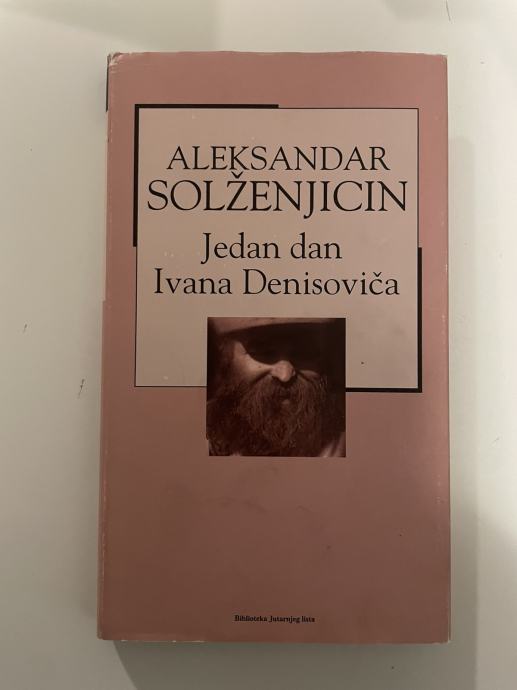 ALEKSANDAR
SOLŽENJICIN
Jedan dan
Ivana Denisoviča
Biblioteka Jutarnjeg lista